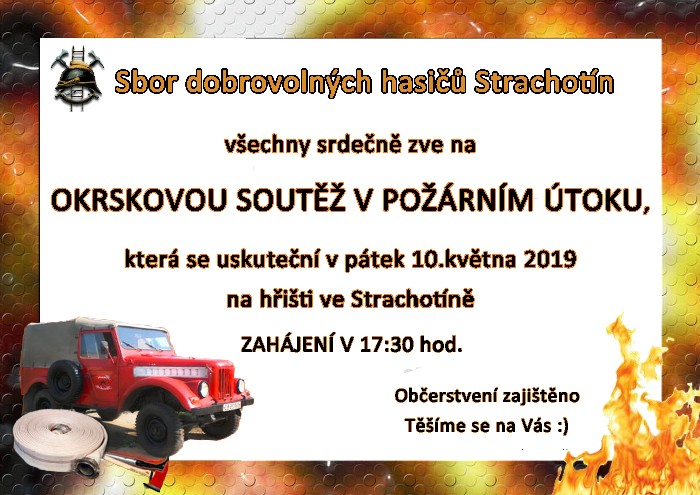 Sbor dobrovolných hasičů Strachotín
všechny srdečně zve na
OKRSKOVOU SOUTĚŽ V POŽÁRNÍM ÚTOKU,
která se uskuteční v pátek 10.května 2019
na hřišti ve Strachotíně
ZAHÁJENÍ V 17:30 hod.
Občerstvení zajištěno
Těšíme se na Vás :)